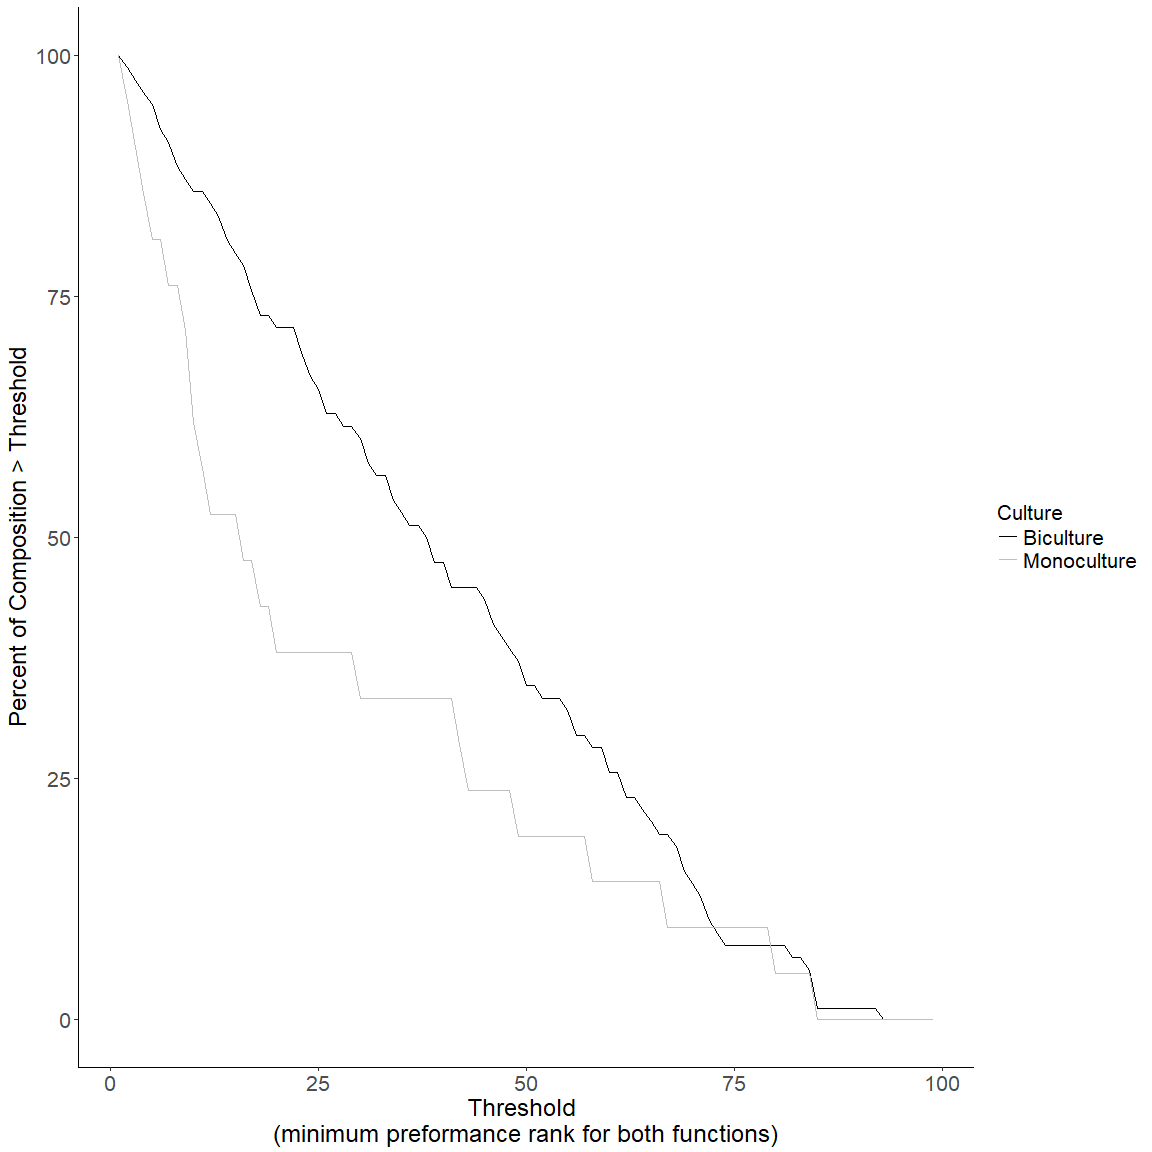 Percent of Composition > Threshold
100
75
50
25
0
0 25 50 75 100
Threshold
(minimum preformance rank for both functions)
Culture
Biculture
Monoculture